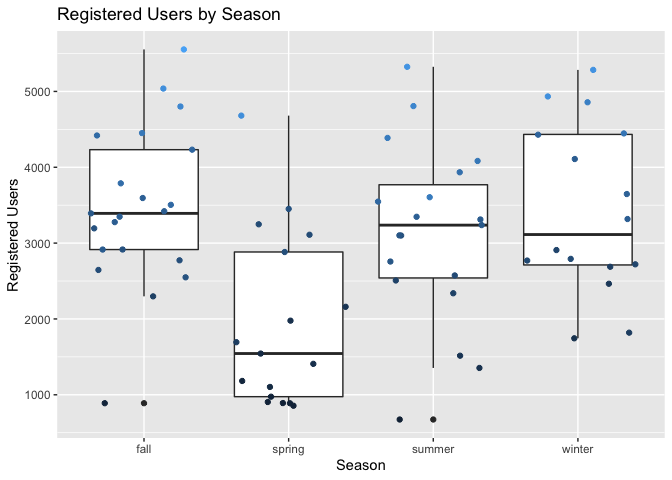 Registered Users by Season
Registered Users
5000
4000
3000
2000
1000
fall spring summer winter
Season